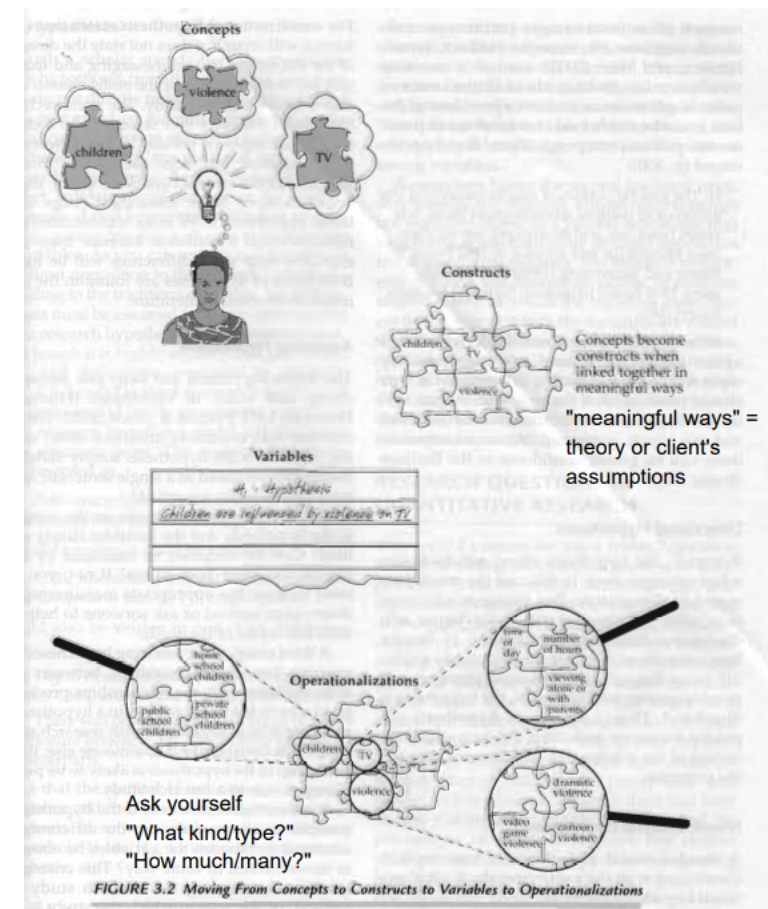 Concepts
violence
children
TV
Constructs
children
TV
violence
Concepts become
constructs when
linked together in
meaningful ways
"meaningful ways" =
theory or client's
assumptions
Variables
H₁ = Hypothesis
Children are influenced by violence on TV
Operationalizations
home
school
children
public
school
children
private
school
children
children
TV
violence
time
of
day
number
of hours
viewing
alone or
with
parents
dramatic
violence
video
game
violence
cartoon
violence
Ask yourself
"What kind/type?"
"How much/many?"
FIGURE 3.2 Moving From Concepts to Constructs to Variables to Operationalizations